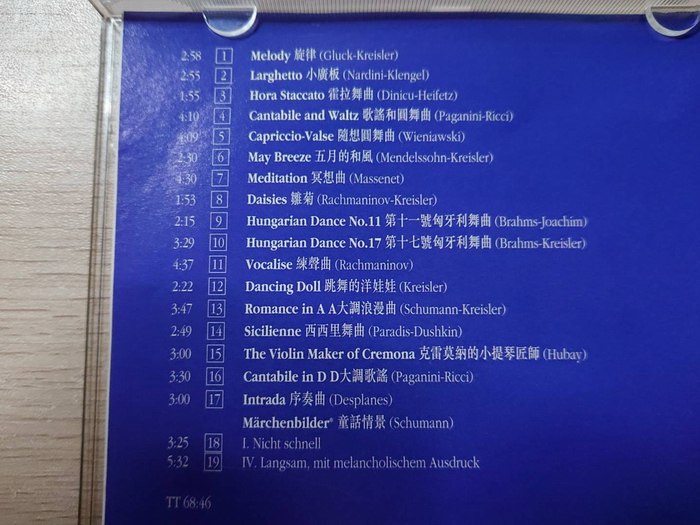 2:58 1 Melody 旋律 (Gluck-Kreisler)
2:55 2 Larghetto 小廣板 (Nardini-Klengel)
1:55 3 Hora Staccato 霍拉舞曲 (Dinicu-Heifetz)
4:10 4 Cantabile and Waltz 歌謠和圓舞曲 (Paganini-Ricci)
4:09 5 Capriccio-Valse 隨想圓舞曲 (Wieniawski)
2:30 6 May Breeze 五月的和風 (Mendelssohn-Kreisler)
4:30 7 Meditation 冥想曲 (Massenet)
1:53 8 Daisies 雛菊 (Rachmaninov-Kreisler)
2:15 9 Hungarian Dance No.11 第十一號匈牙利舞曲 (Brahms-Joachim)
3:29 10 Hungarian Dance No.17 第十七號匈牙利舞曲 (Brahms-Kreisler)
4:37 11 Vocalise 練聲曲 (Rachmaninov)
2:22 12 Dancing Doll 跳舞的洋娃娃 (Kreisler)
3:47 13 Romance in A A大調浪漫曲 (Schumann-Kreisler)
2:49 14 Sicilienne 西西里舞曲 (Paradis-Dushkin)
3:00 15 The Violin Maker of Cremona 克雷莫納的小提琴匠師 (Hubay)
3:30 16 Cantabile in D D大調歌謠 (Paganini-Ricci)
3:00 17 Intrada 序奏曲 (Desplanes)
Märchenbilder* 童話情景 (Schumann)
3:25 18 I. Nicht schnell
5:32 19 IV. Langsam, mit melancholischem Ausdruck
TT 68:46